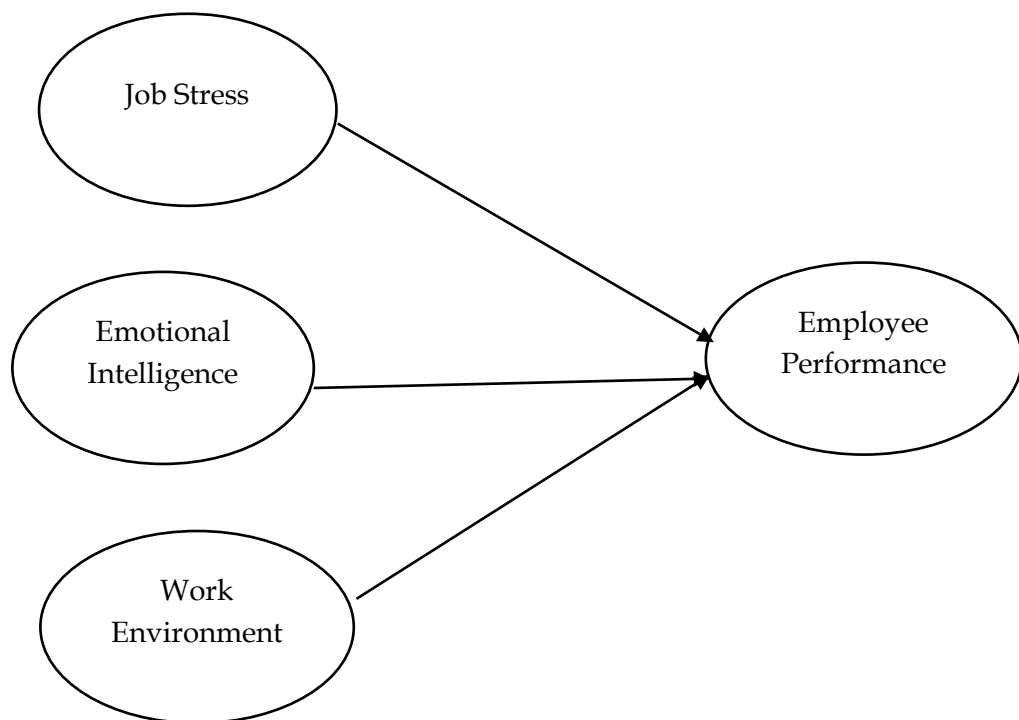 Job Stress
Emotional
Intelligence
Employee
Performance
Work
Environment